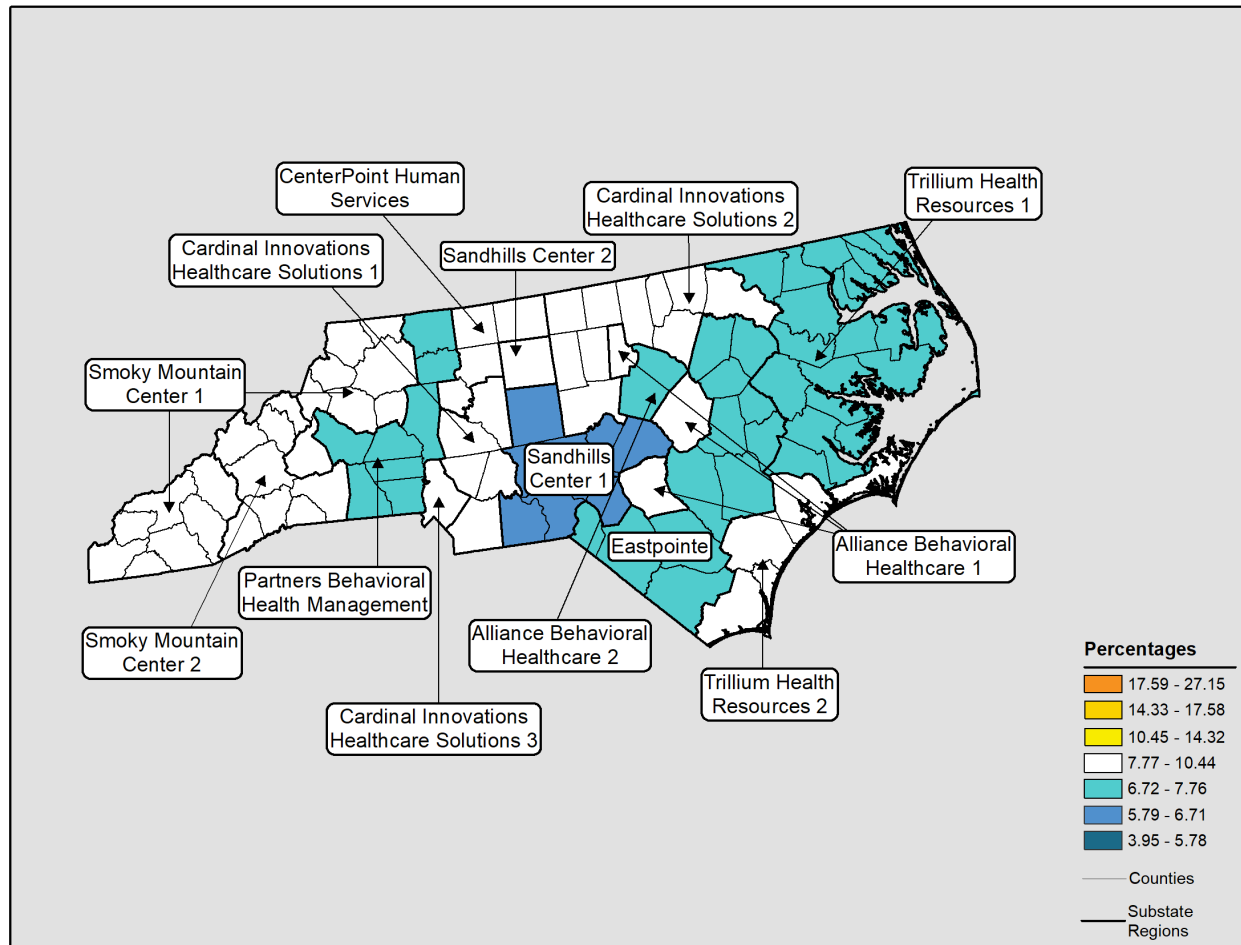 CenterPoint Human
Services
Cardinal Innovations
Healthcare Solutions 2
Trillium Health
Resources 1
Cardinal Innovations
Healthcare Solutions 1
Sandhills Center 2
Smoky Mountain
Center 1
Sandhills
Center 1
Eastpointe
Alliance Behavioral
Healthcare 1
Partners Behavioral
Health Management
Smoky Mountain
Center 2
Alliance Behavioral
Healthcare 2
Trillium Health
Resources 2
Cardinal Innovations
Healthcare Solutions 3
Percentages
17.59 - 27.15
14.33 - 17.58
10.45 - 14.32
7.77 - 10.44
6.72 - 7.76
5.79 - 6.71
3.95 - 5.78
Counties
Substate
Regions